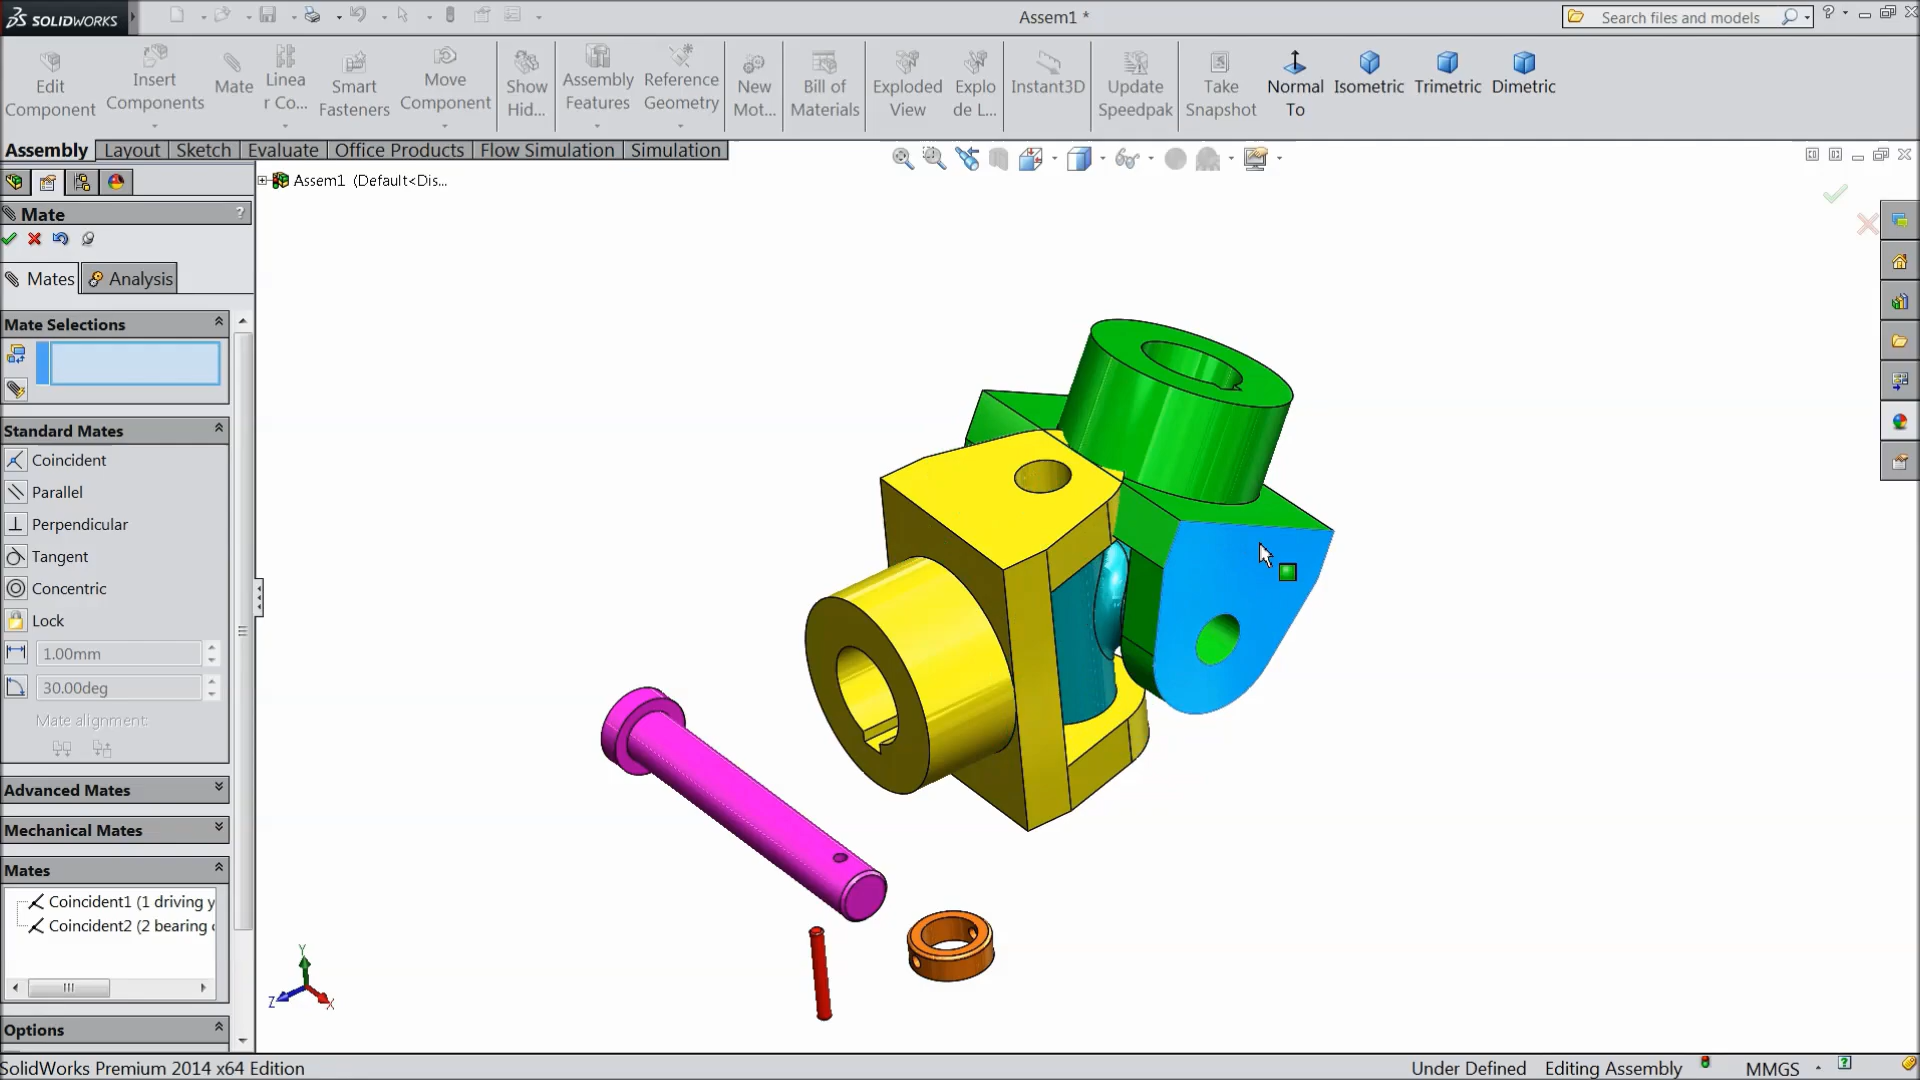 SOLIDWORKS
Assem1 *
Search files and models
Edit Component
Insert Components
Mate
Linea r Co...
Smart Fasteners
Move Component
Show Hid...
Assembly Features
Reference Geometry
New Mot...
Bill of Materials
Exploded View
Explo de L...
Instant3D
Update Speedpak
Take Snapshot
Normal To
Isometric
Trimetric
Dimetric
Assembly
Layout
Sketch
Evaluate
Office Products
Flow Simulation
Simulation
Assem1 (Default<Dis...
Mate
?
Mates
Analysis
Mate Selections
Standard Mates
Coincident
Parallel
Perpendicular
Tangent
Concentric
Lock
1.00mm
30.00deg
Mate alignment:
Advanced Mates
Mechanical Mates
Mates
Coincident1 (1 driving y
Coincident2 (2 bearing
Options
Y
Z
X
SolidWorks Premium 2014 x64 Edition
Under Defined
Editing Assembly
MMGS